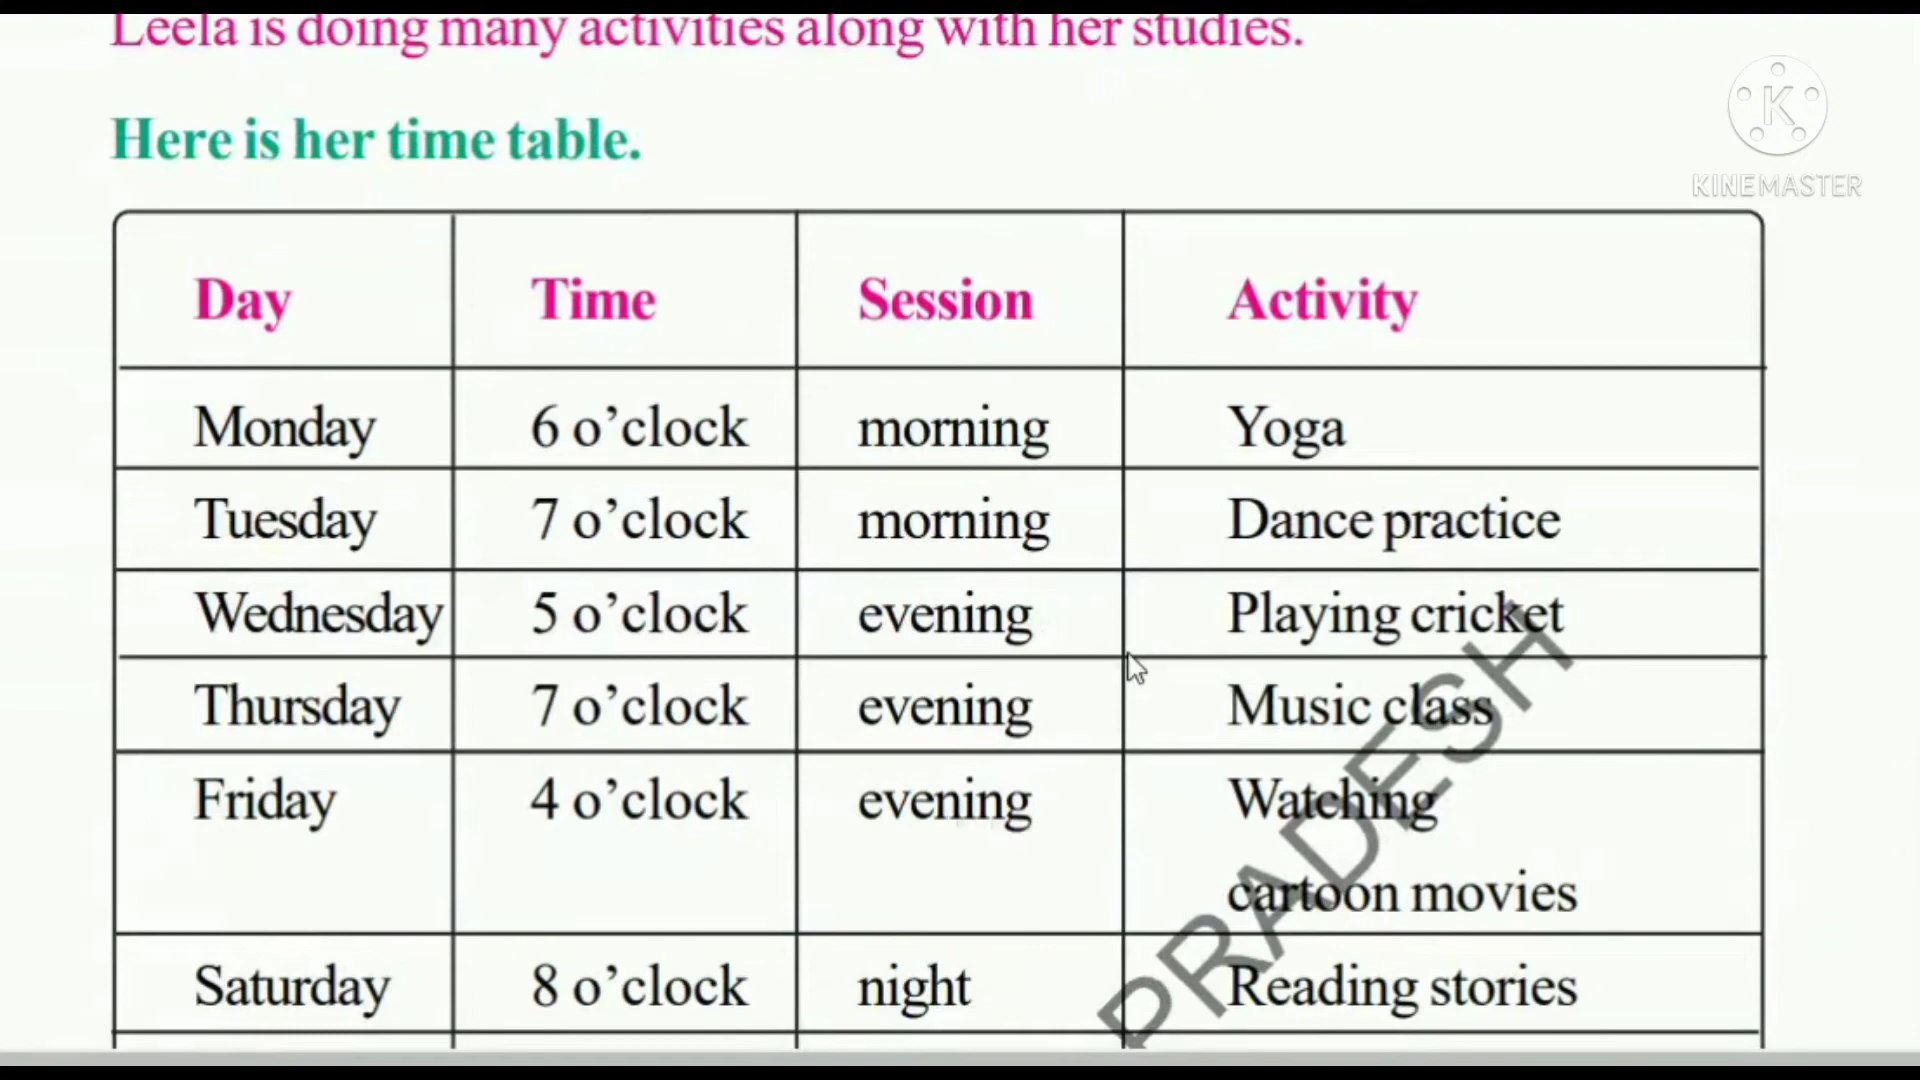 Leela is doing many activities along with her studies.
K
KINEMASTER
Here is her time table.
Day Time Session Activity
Monday 6 o’clock morning Yoga
Tuesday 7 o’clock morning Dance practice
Wednesday 5 o’clock evening Playing cricket
Thursday 7 o’clock evening Music class
Friday 4 o’clock evening Watching
cartoon movies
Saturday 8 o’clock night Reading stories
PRADESH